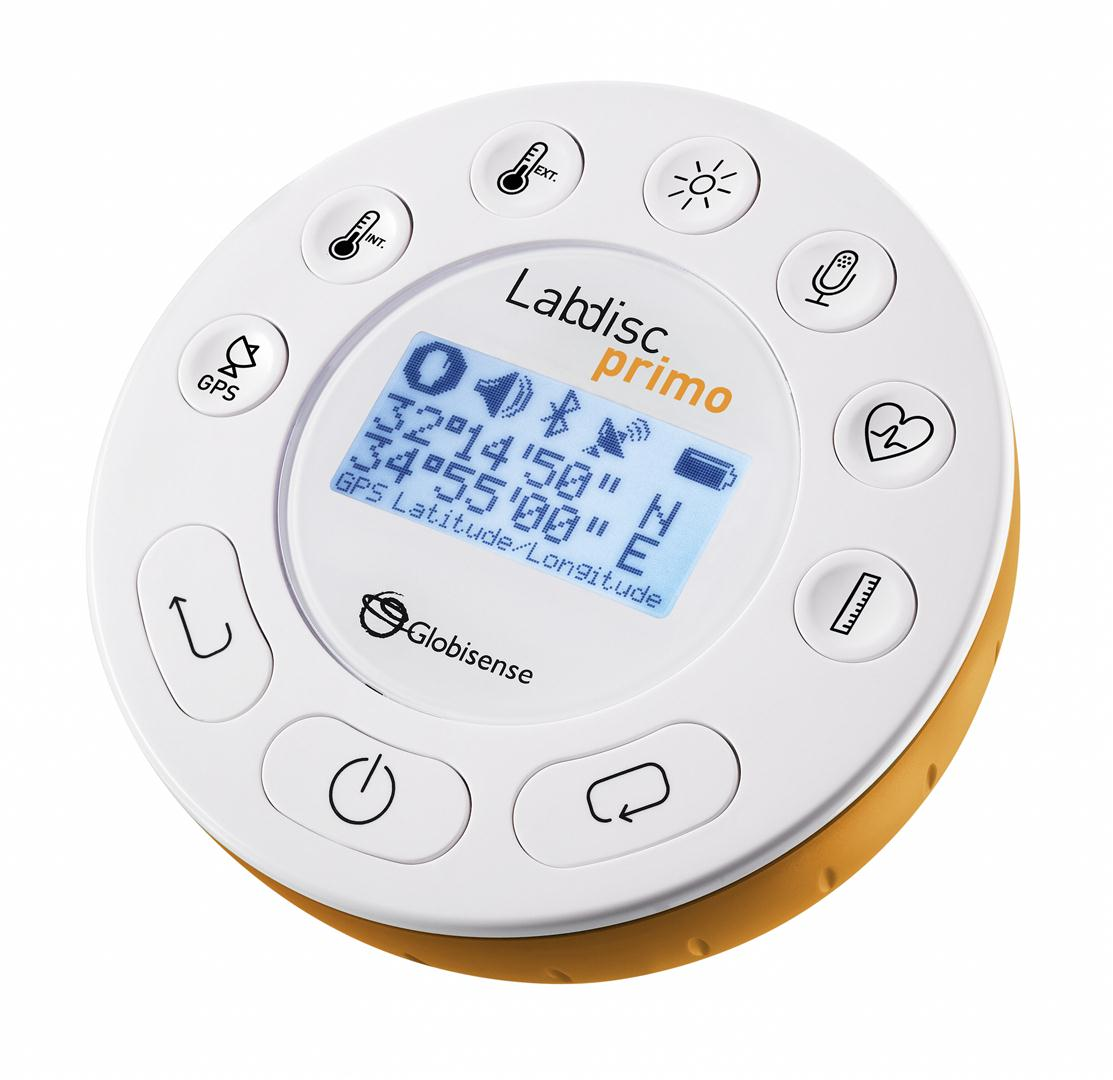 EXT.
INT.
GPS
Labdisc
primo
32°14'50" N
34°55'00" E
GPS Latitude/Longitude
Globisense